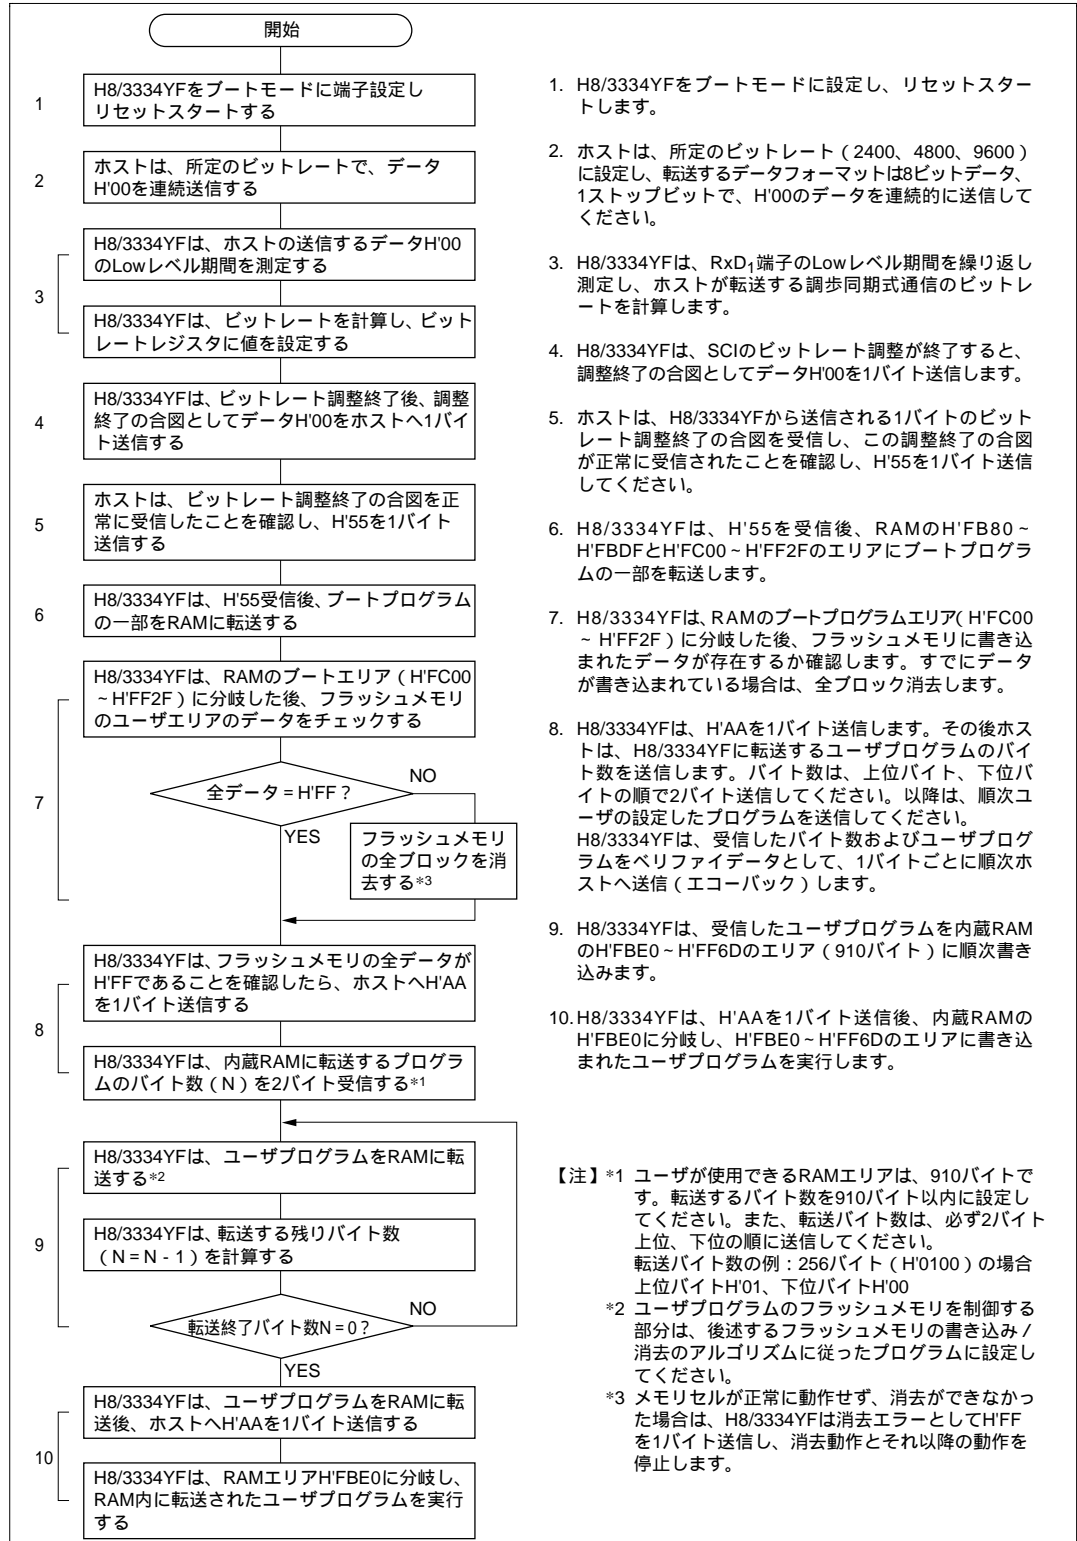 開始
1
H8/3334YFをブートモードに端子設定し
リセットスタートする
2
ホストは、所定のビットレートで、データ
H'00を連続送信する
3
H8/3334YFは、ホストの送信するデータH'00
のLowレベル期間を測定する
H8/3334YFは、ビットレートを計算し、ビット
レートレジスタに値を設定する
4
H8/3334YFは、ビットレート調整終了後、調整
終了の合図としてデータH'00をホストへ1バイ
ト送信する
5
ホストは、ビットレート調整終了の合図を正
常に受信したことを確認し、H'55を1バイト
送信する
6
H8/3334YFは、H'55受信後、ブートプログラム
の一部をRAMに転送する
7
H8/3334YFは、RAMのブートエリア（H'FC00
～H'FF2F）に分岐した後、フラッシュメモリ
のユーザエリアのデータをチェックする
全データ＝H'FF？
NO
YES
フラッシュメモリ
の全ブロックを消
去する*3
8
H8/3334YFは、フラッシュメモリの全データが
H'FFであることを確認したら、ホストへH'AA
を1バイト送信する
H8/3334YFは、内蔵RAMに転送するプログラ
ムのバイト数（N）を2バイト受信する*1
9
H8/3334YFは、ユーザプログラムをRAMに転
送する*2
H8/3334YFは、転送する残りバイト数
（N＝N - 1）を計算する
転送終了バイト数N＝0？
NO
YES
10
H8/3334YFは、ユーザプログラムをRAMに転
送後、ホストへH'AAを1バイト送信する
H8/3334YFは、RAMエリアH'FBE0に分岐し、
RAM内に転送されたユーザプログラムを実行
する
1. H8/3334YFをブートモードに設定し、リセットスター
トします。
2. ホストは、所定のビットレート（2400、4800、9600）
に設定し、転送するデータフォーマットは8ビットデータ、
1ストップビットで、H'00のデータを連続的に送信して
ください。
3. H8/3334YFは、RxD1端子のLowレベル期間を繰り返し
測定し、ホストが転送する調歩同期式通信のビットレ
ートを計算します。
4. H8/3334YFは、SCIのビットレート調整が終了すると、
調整終了の合図としてデータH'00を1バイト送信します。
5. ホストは、H8/3334YFから送信される1バイトのビット
レート調整終了の合図を受信し、この調整終了の合図
が正常に受信されたことを確認し、H'55を1バイト送信
してください。
6. H8/3334YFは、H'55を受信後、RAMのH'FB80～
H'FBDFとH'FC00～H'FF2Fのエリアにブートプログラ
ムの一部を転送します。
7. H8/3334YFは、RAMのブートプログラムエリア（H'FC00
～ H'FF2F）に分岐した後、フラッシュメモリに書き込
まれたデータが存在するか確認します。すでにデータ
が書き込まれている場合は、全ブロック消去します。
8. H8/3334YFは、H'AAを1バイト送信します。その後ホス
トは、H8/3334YFに転送するユーザプログラムのバイ
ト数を送信します。バイト数は、上位バイト、下位バ
イトの順で2バイト送信してください。以降は、順次ユ
ーザの設定したプログラムを送信してください。
H8/3334YFは、受信したバイト数およびユーザプログ
ラムをベリファイデータとして、1バイトごとに順次ホ
ストへ送信（エコーバック）します。
9. H8/3334YFは、受信したユーザプログラムを内蔵RAM
のH'FBE0～H'FF6Dのエリア（910バイト）に順次書き
込みます。
10. H8/3334YFは、H'AAを1バイト送信後、内蔵RAMの
H'FBE0に分岐し、H'FBE0～H'FF6Dのエリアに書き込
まれたユーザプログラムを実行します。
【注】*1 ユーザが使用できるRAMエリアは、910バイトで
す。転送するバイト数を910バイト以内に設定し
てください。また、転送バイト数は、必ず2バイト
上位、下位の順に送信してください。
転送バイト数の例：256バイト（H'0100）の場合
上位バイトH'01、下位バイトH'00
*2 ユーザプログラムのフラッシュメモリを制御する
部分は、後述するフラッシュメモリの書き込み／
消去のアルゴリズムに従ったプログラムに設定し
てください。
*3 メモリセルが正常に動作せず、消去ができなかっ
た場合は、H8/3334YFは消去エラーとしてH'FF
を1バイト送信し、消去動作とそれ以降の動作を
停止します。